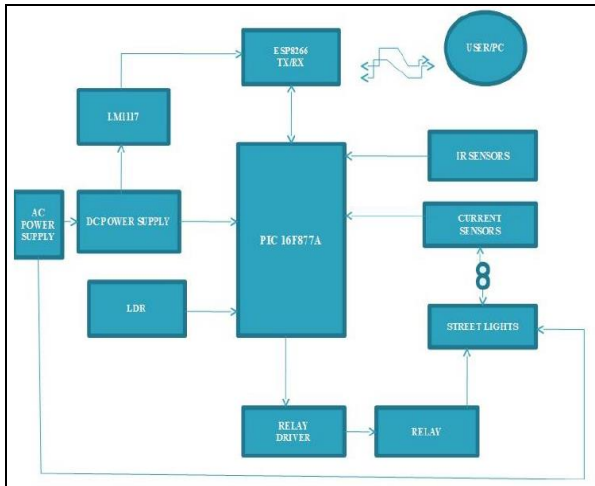 ESP8266
TX/RX
USER/PC
LM1117
IR SENSORS
AC
POWER
SUPPLY
DC POWER SUPPLY
PIC 16F877A
CURRENT
SENSORS
LDR
STREET LIGHTS
RELAY
DRIVER
RELAY